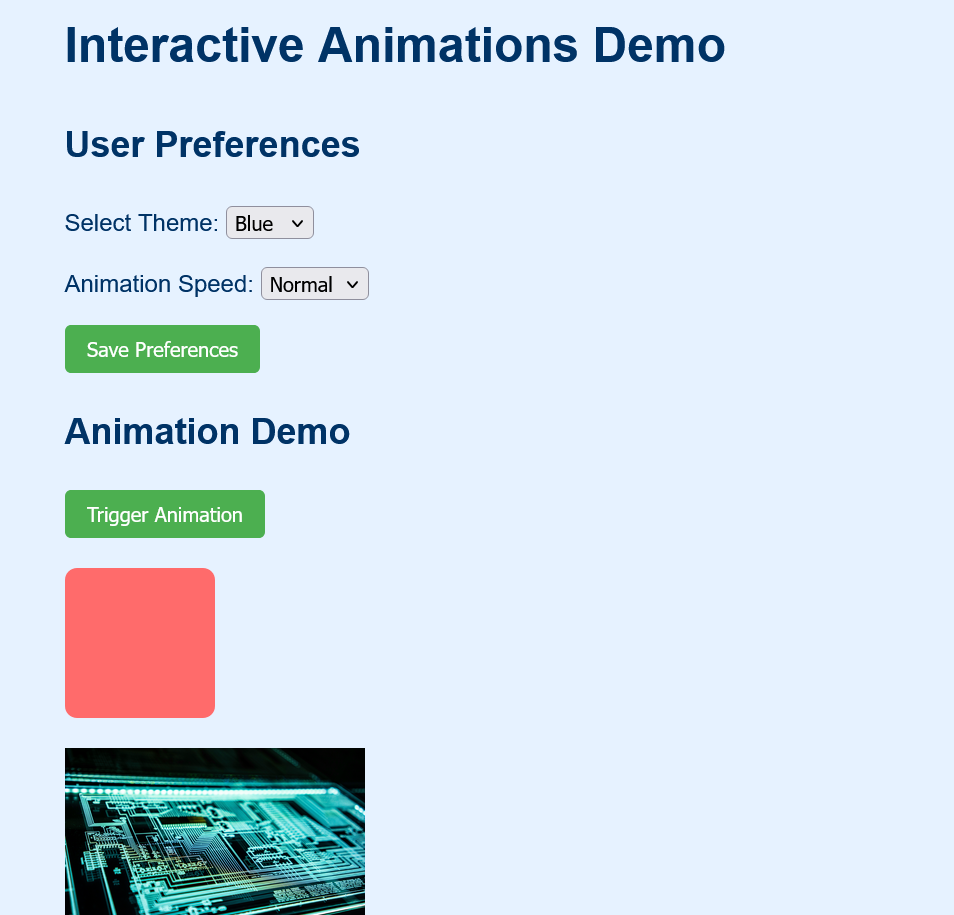 Interactive Animations Demo
User Preferences
Select Theme: Blue
Animation Speed: Normal
Save Preferences
Animation Demo
Trigger Animation